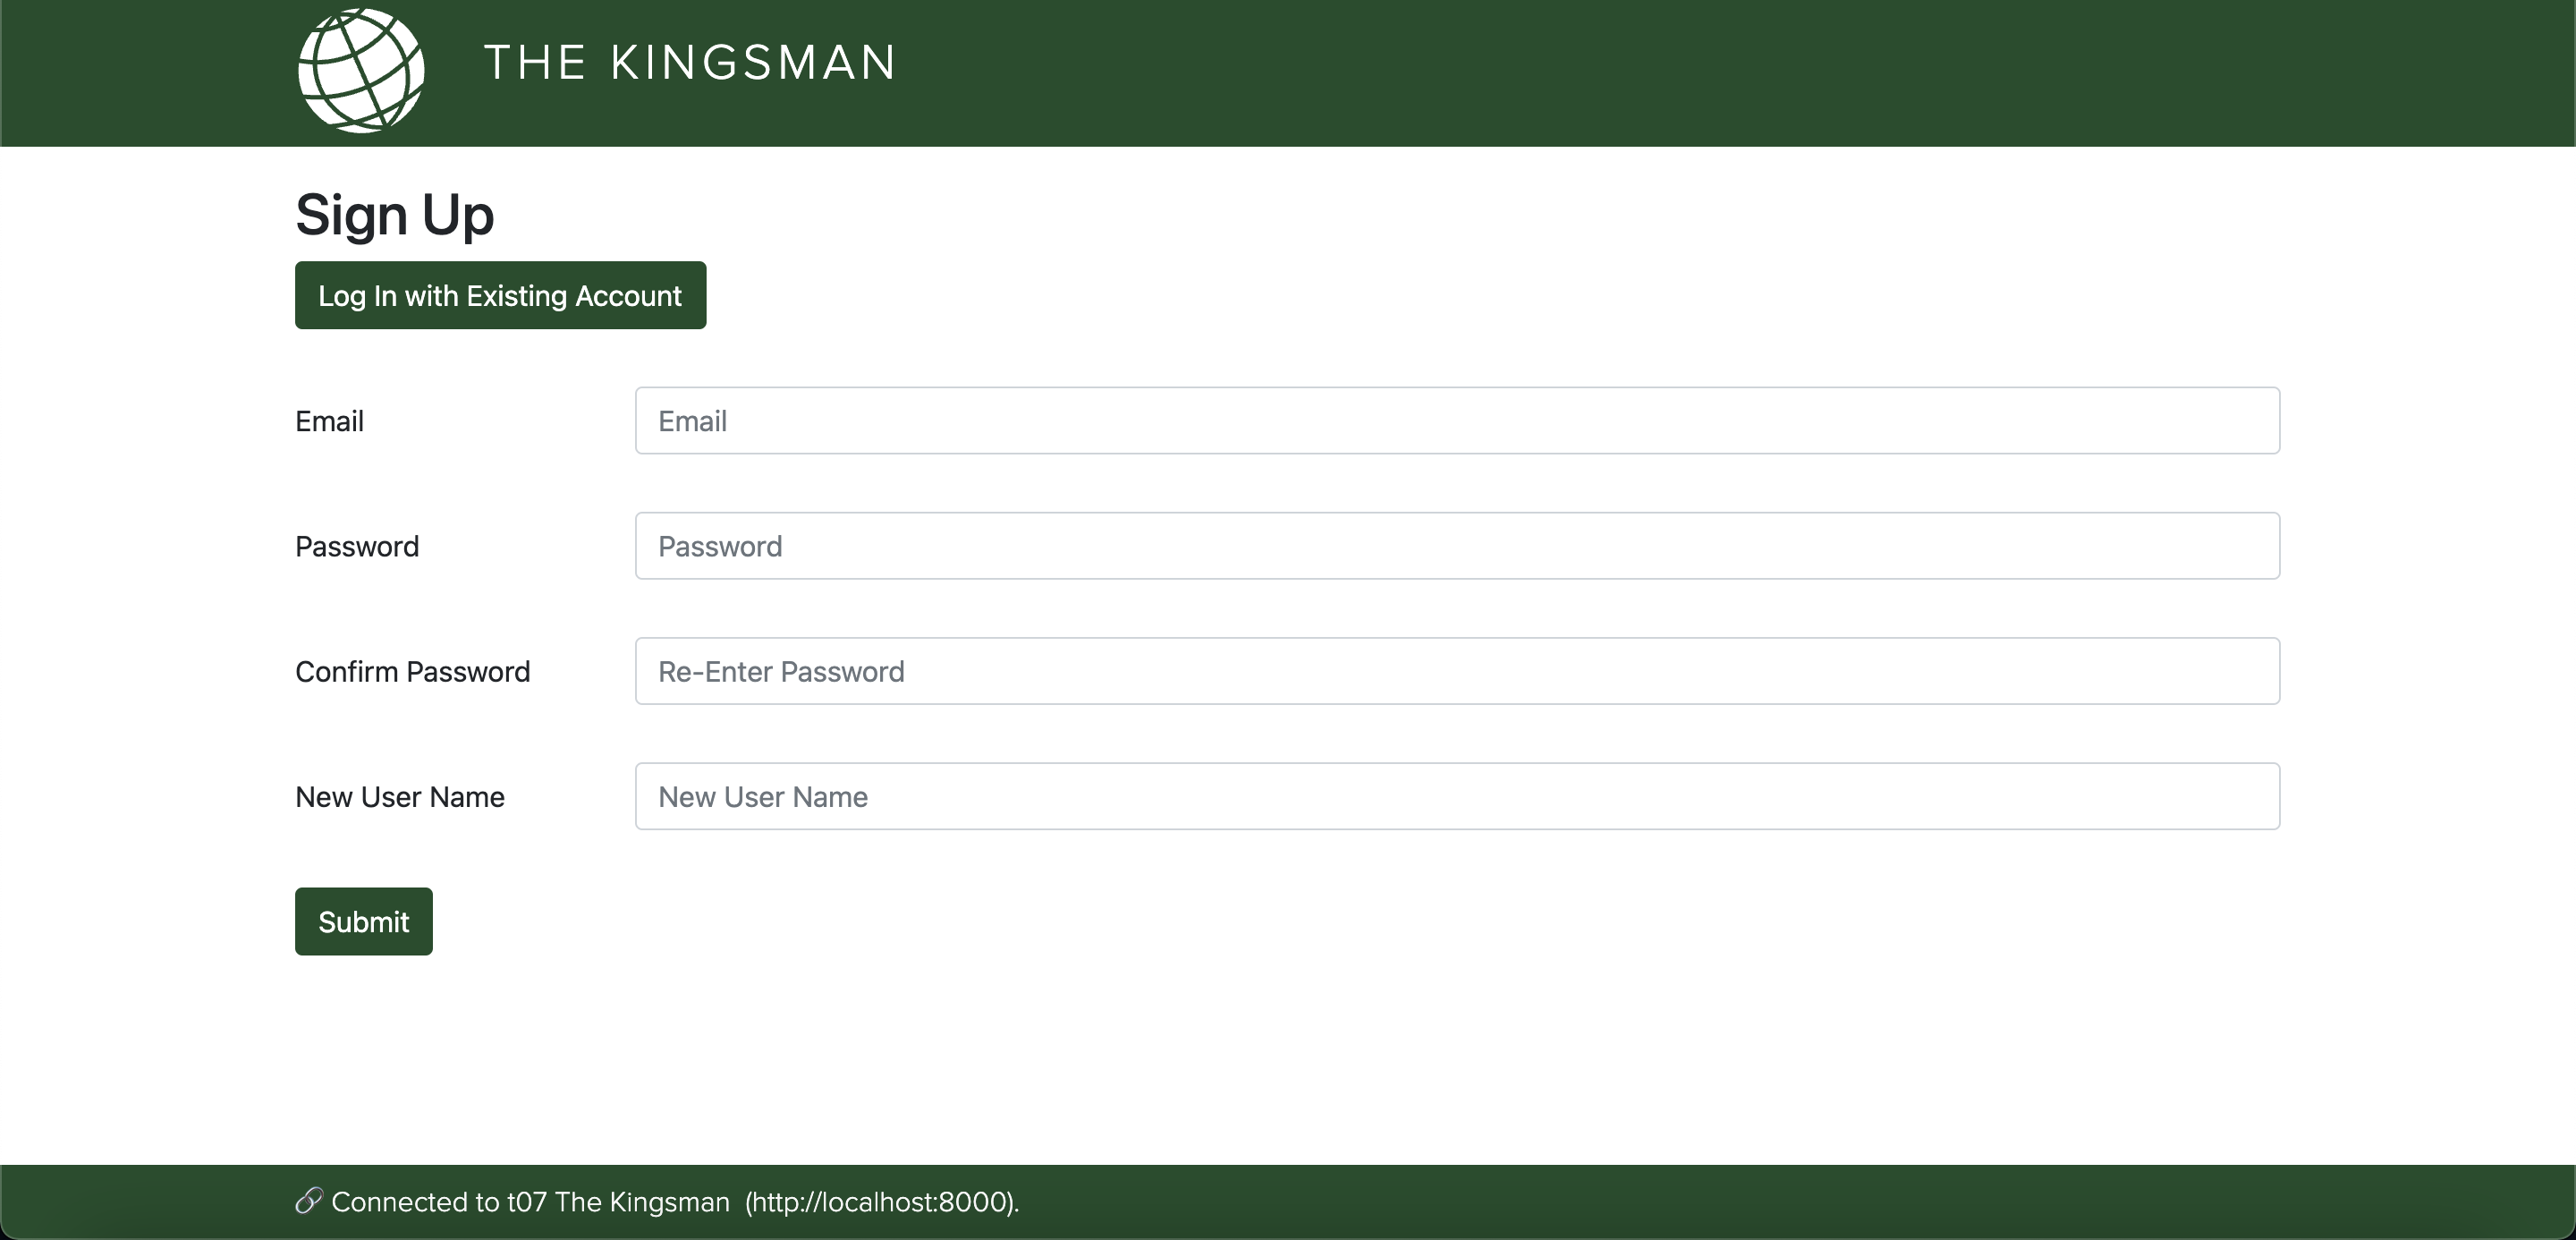 THE KINGSMAN
Sign Up
Log In with Existing Account
Email
Email
Password
Password
Confirm Password
Re-Enter Password
New User Name
New User Name
Submit
🔗 Connected to t07 The Kingsman (http://localhost:8000).